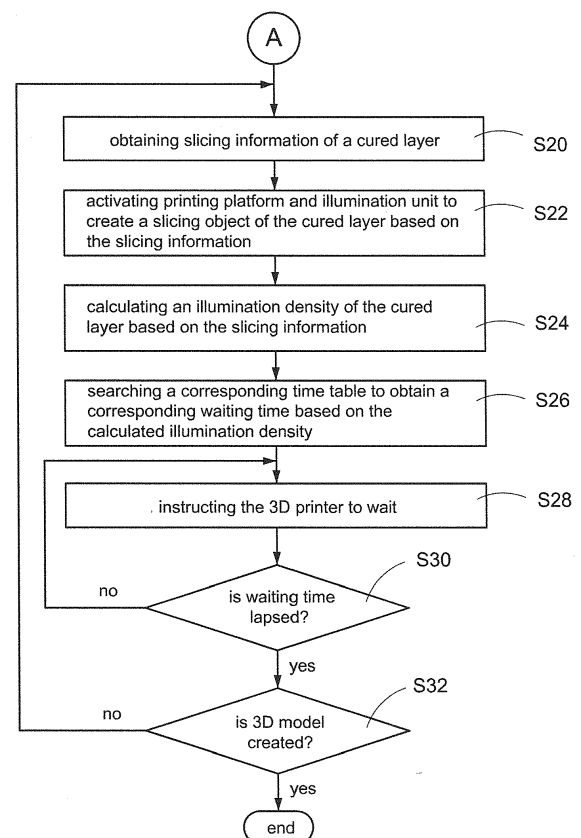 A
obtaining slicing information of a cured layer
S20
activating printing platform and illumination unit to
create a slicing object of the cured layer based on
the slicing information
S22
calculating an illumination density of the cured
layer based on the slicing information
S24
searching a corresponding time table to obtain a
corresponding waiting time based on the
calculated illumination density
S26
instructing the 3D printer to wait
S28
is waiting time
lapsed?
S30
no
yes
is 3D model
created?
S32
no
yes
end